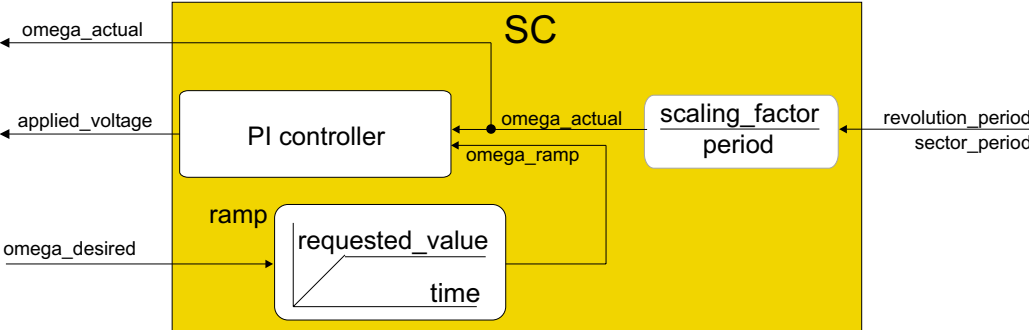 SC
omega_actual
applied_voltage
PI controller
omega_actual
scaling_factor
period
revolution_period
sector_period
omega_ramp
ramp
requested_value
time
omega_desired